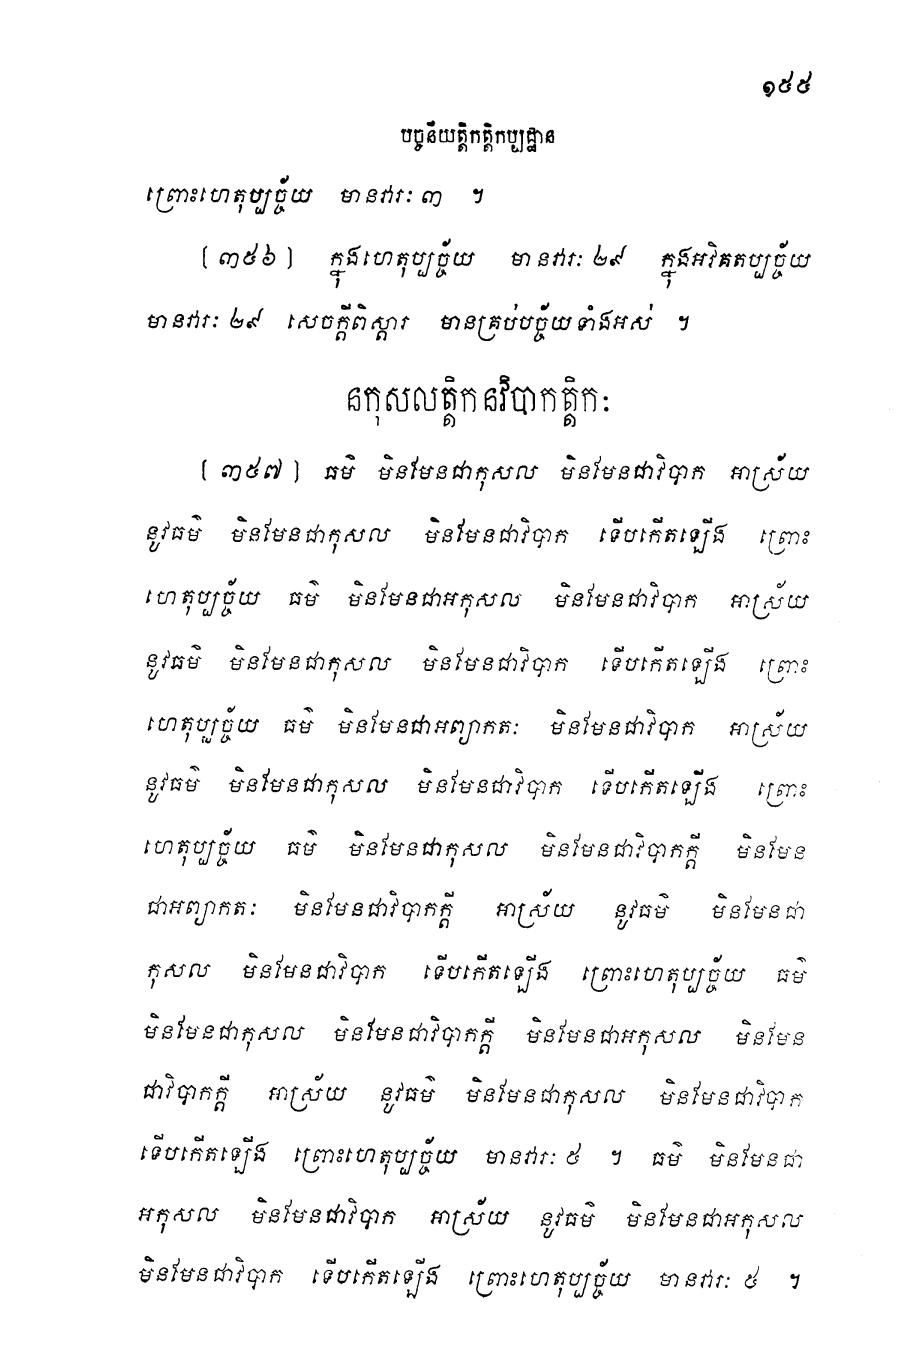 ១៥៥
បច្ចនីយត្តិកត្តិកប្បដ្ឋាន
ព្រោះហេតុប្បច្ច័យ មានវារៈ ៣ ។
[ ៣៥៦ ] ក្នុងហេតុប្បច្ច័យ មានវារៈ ២៩ ក្នុងអវិគតប្បច្ច័យ
មានវារៈ ២៩ សេចក្តីពិស្តារ មានគ្រប់បច្ច័យទាំងអស់ ។
នកុសលត្តិកនវិបាកត្តិកៈ
[ ៣៥៧ ] ធម៌ មិនមែនជាកុសល មិនមែនជាវិបាក អាស្រ័យ
នូវធម៌ មិនមែនជាកុសល មិនមែនជាវិបាក ទើបកើតឡើង ព្រោះ
ហេតុប្បច្ច័យ ធម៌ មិនមែនជាអកុសល មិនមែនជាវិបាក អាស្រ័យ
នូវធម៌ មិនមែនជាកុសល មិនមែនជាវិបាក ទើបកើតឡើង ព្រោះ
ហេតុប្បច្ច័យ ធម៌ មិនមែនជាអព្យាកតៈ មិនមែនជាវិបាក អាស្រ័យ
នូវធម៌ មិនមែនជាកុសល មិនមែនជាវិបាក ទើបកើតឡើង ព្រោះ
ហេតុប្បច្ច័យ ធម៌ មិនមែនជាកុសល មិនមែនជាវិបាកក្តី មិនមែន
ជាអព្យាកតៈ មិនមែនជាវិបាកក្តី អាស្រ័យ នូវធម៌ មិនមែនជា
កុសល មិនមែនជាវិបាក ទើបកើតឡើង ព្រោះហេតុប្បច្ច័យ ធម៌
មិនមែនជាកុសល មិនមែនជាវិបាកក្តី មិនមែនជាអកុសល មិនមែន
ជាវិបាកក្តី អាស្រ័យ នូវធម៌ មិនមែនជាកុសល មិនមែនជាវិបាក
ទើបកើតឡើង ព្រោះហេតុប្បច្ច័យ មានវារៈ ៥ ។ ធម៌ មិនមែនជា
អកុសល មិនមែនជាវិបាក អាស្រ័យ នូវធម៌ មិនមែនជាអកុសល
មិនមែនជាវិបាក ទើបកើតឡើង ព្រោះហេតុប្បច្ច័យ មានវារៈ ៥ ។